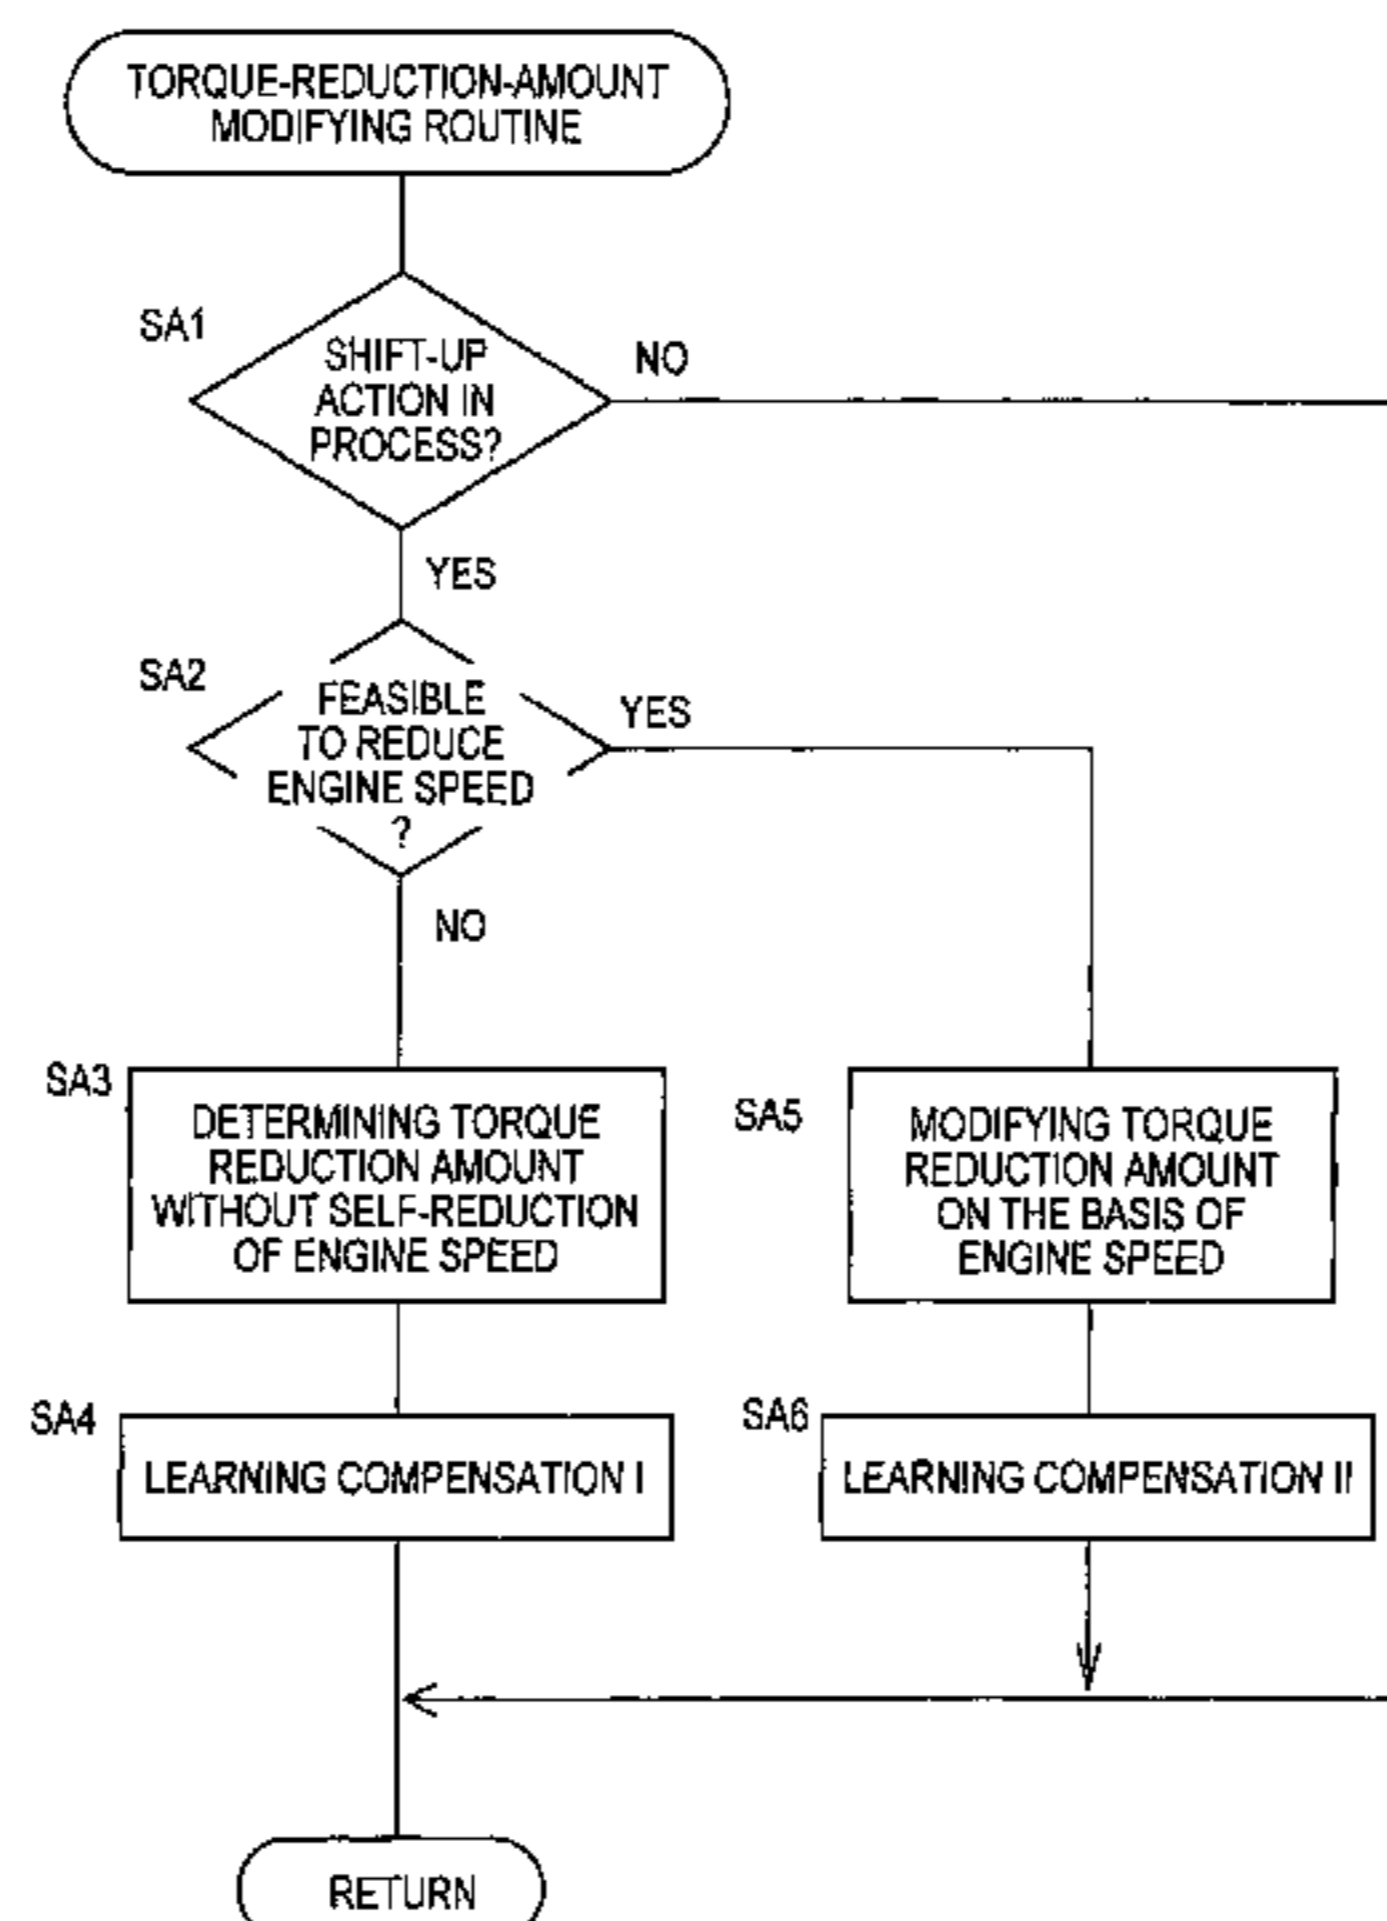 TORQUE-REDUCTION-AMOUNT
MODIFYING ROUTINE
SA1
SHIFT-UP
ACTION IN
PROCESS?
NO
YES
SA2
FEASIBLE
TO REDUCE
ENGINE SPEED
?
YES
NO
SA3
DETERMINING TORQUE
REDUCTION AMOUNT
WITHOUT SELF-REDUCTION
OF ENGINE SPEED
SA5
MODIFYING TORQUE
REDUCTION AMOUNT
ON THE BASIS OF
ENGINE SPEED
SA4
LEARNING COMPENSATION I
SA6
LEARNING COMPENSATION II
RETURN